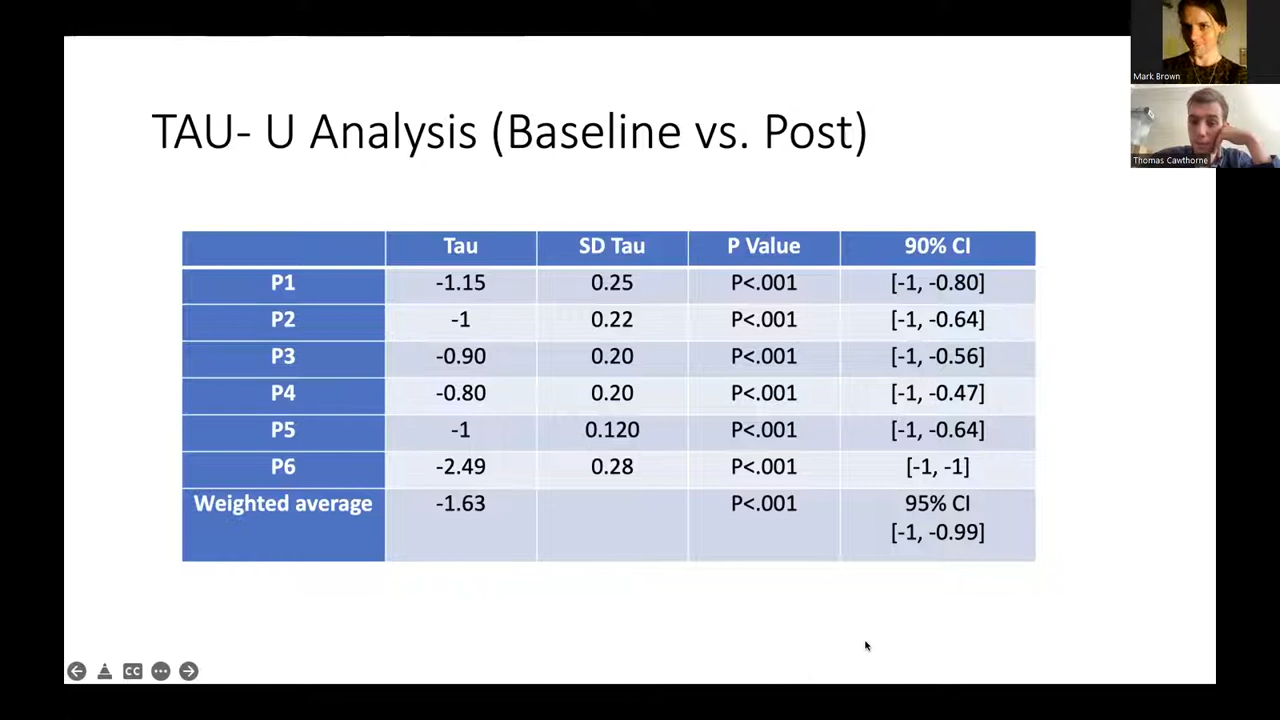 Mark Brown
Thomas Cawthorne
TAU- U Analysis (Baseline vs. Post)
Tau SD Tau P Value 90% CI
P1 -1.15 0.25 P<.001 [-1, -0.80]
P2 -1 0.22 P<.001 [-1, -0.64]
P3 -0.90 0.20 P<.001 [-1, -0.56]
P4 -0.80 0.20 P<.001 [-1, -0.47]
P5 -1 0.120 P<.001 [-1, -0.64]
P6 -2.49 0.28 P<.001 [-1, -1]
Weighted average -1.63 P<.001 95% CI
[-1, -0.99]
CC